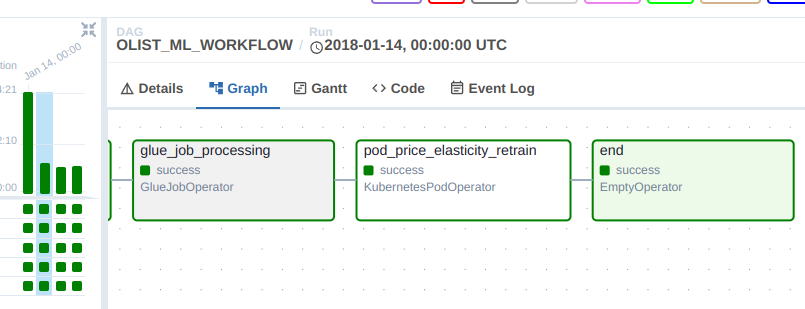 DAG
OLIST_ML_WORKFLOW / 
Run
2018-01-14, 00:00:00 UTC
Jan 14, 00:00
tion
4:21
2:10
0:00
Details
Graph
Gantt
Code
Event Log
glue_job_processing
success
GlueJobOperator
pod_price_elasticity_retrain
success
KubernetesPodOperator
end
success
EmptyOperator